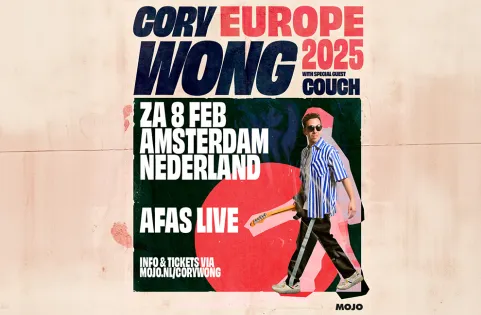 CORY EUROPE
WONG 2025
WITH SPECIAL GUEST
COUCH
ZA 8 FEB
AMSTERDAM
NEDERLAND
AFAS LIVE
INFO & TICKETS VIA
MOJO.NL/CORYWONG
MOJO